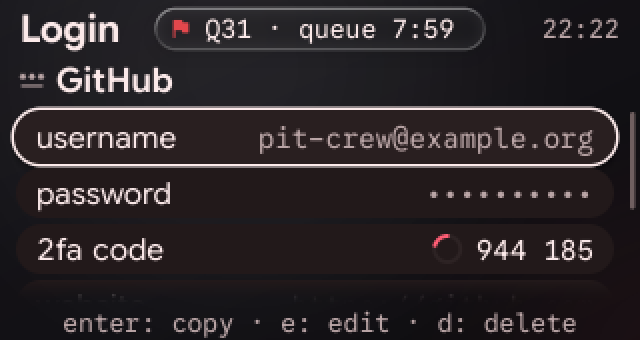 Login Q31 · queue 7:59 22:22
GitHub
username pit-crew@example.org
password ••••••••••
2fa code 944 185
enter: copy · e: edit · d: delete